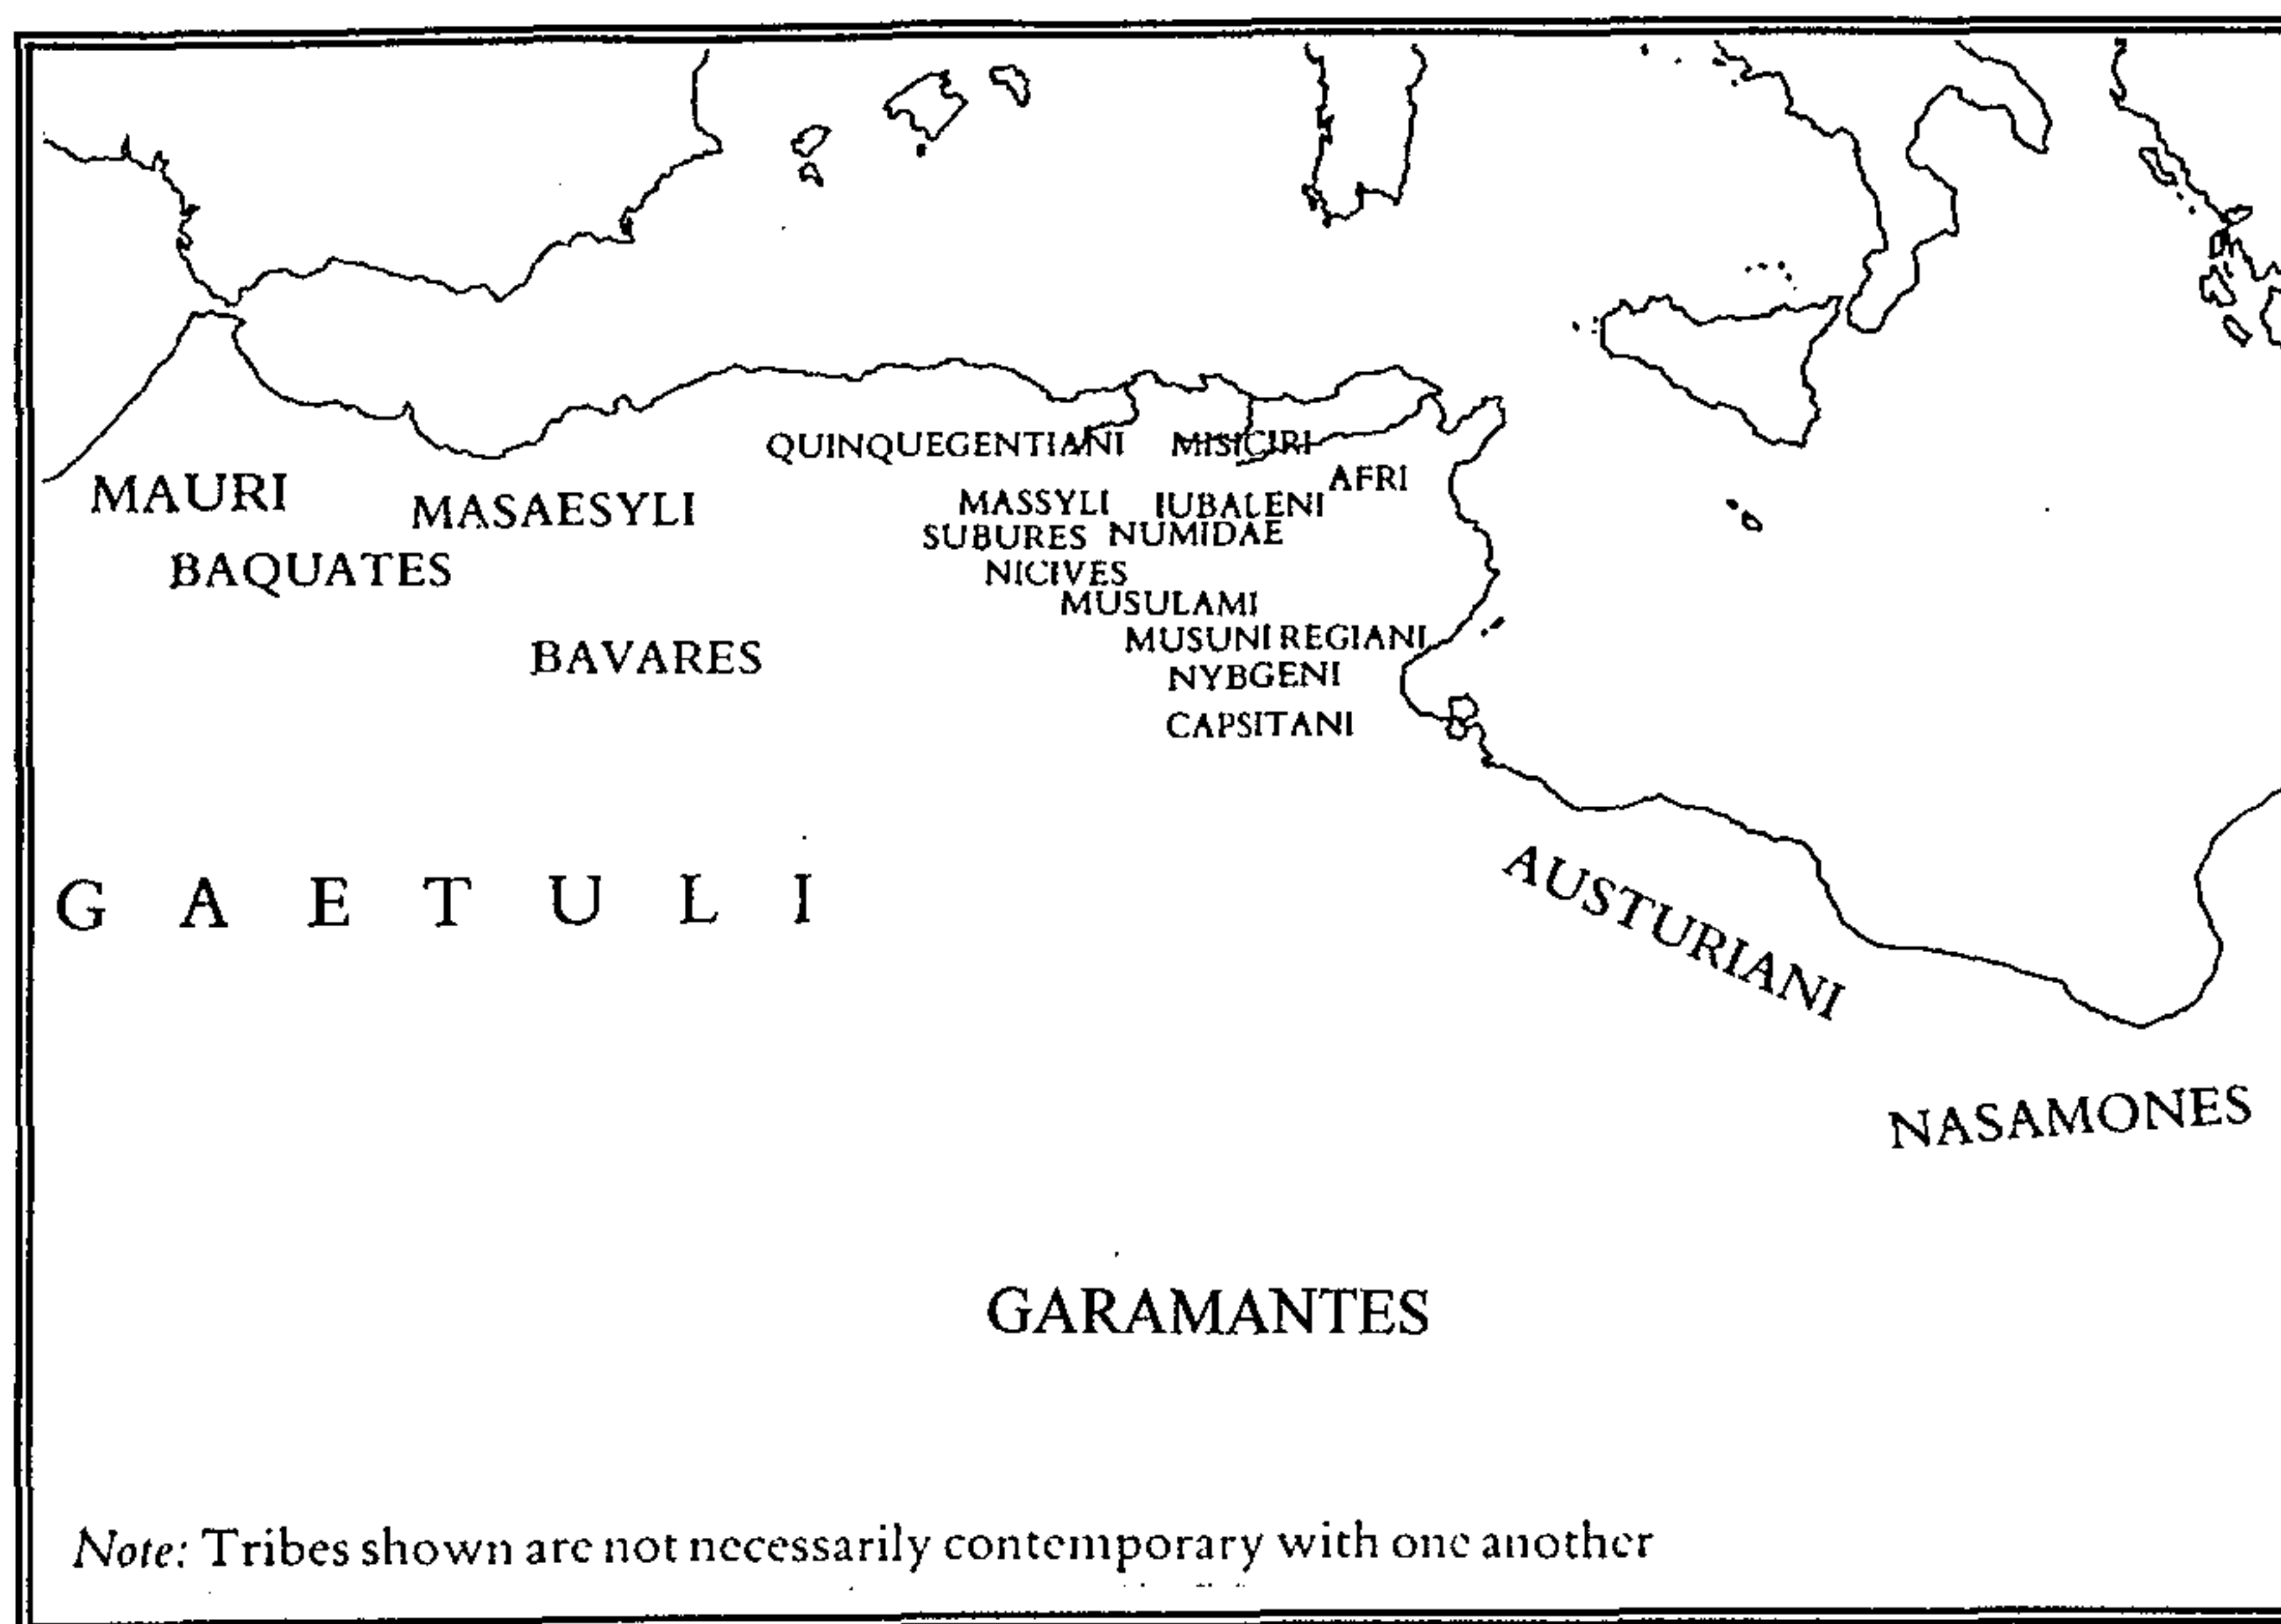 QUINQUEGENTIANI MISICIRI
AFRI
MAURI MASAESYLI MASSYLI IUBALENI
SUBURES NUMIDAE
BAQUATES NICIVES
MUSULAMI
BAVARES MUSUNI REGIANI
NYBGENI
CAPSITANI
GAETULI
AUSTURIANI
NASAMONES
GARAMANTES
Note: Tribes shown are not necessarily contemporary with one another